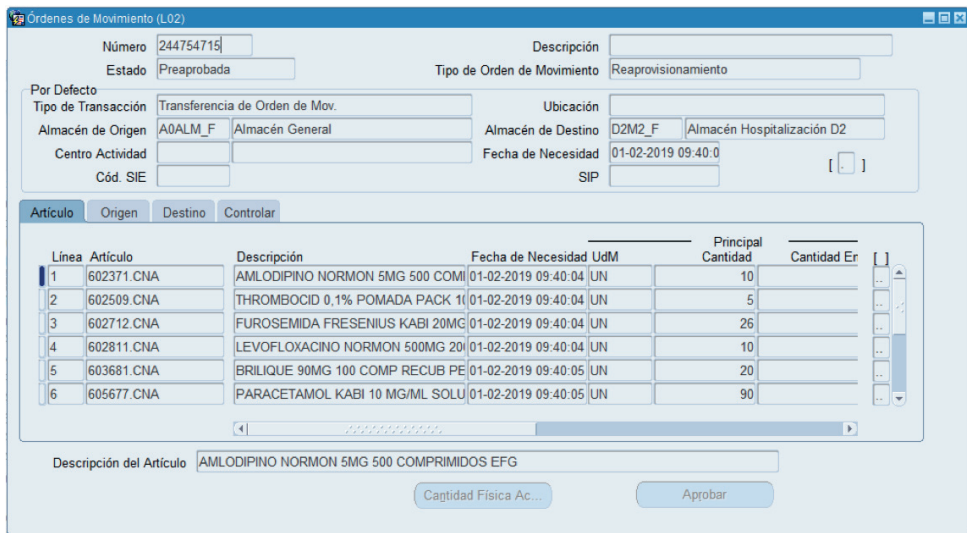 Órdenes de Movimiento (L02)
Número 244754715 Descripción
Estado Preaprobada Tipo de Orden de Movimiento Reaprovisionamiento
Por Defecto
Tipo de Transacción Transferencia de Orden de Mov. Ubicación
Almacén de Origen A0ALM_F Almacén General Almacén de Destino D2M2_F Almacén Hospitalización D2
Centro Actividad Fecha de Necesidad 01-02-2019 09:40:0
Cód. SIE SIP [ . ]
Artículo Origen Destino Controlar
Principal
Línea Artículo Descripción Fecha de Necesidad UdM Cantidad Cantidad En [ ]
1 602371.CNA AMLODIPINO NORMON 5MG 500 COMI 01-02-2019 09:40:04 UN 10 ..
2 602509.CNA THROMBOCID 0,1% POMADA PACK 1( 01-02-2019 09:40:04 UN 5 ..
3 602712.CNA FUROSEMIDA FRESENIUS KABI 20MG 01-02-2019 09:40:04 UN 26 ..
4 602811.CNA LEVOFLOXACINO NORMON 500MG 20( 01-02-2019 09:40:04 UN 10 ..
5 603681.CNA BRILIQUE 90MG 100 COMP RECUB PE 01-02-2019 09:40:05 UN 20 ..
6 605677.CNA PARACETAMOL KABI 10 MG/ML SOLU 01-02-2019 09:40:05 UN 90 ..
Descripción del Artículo AMLODIPINO NORMON 5MG 500 COMPRIMIDOS EFG
Cantidad Física Ac... Aprobar